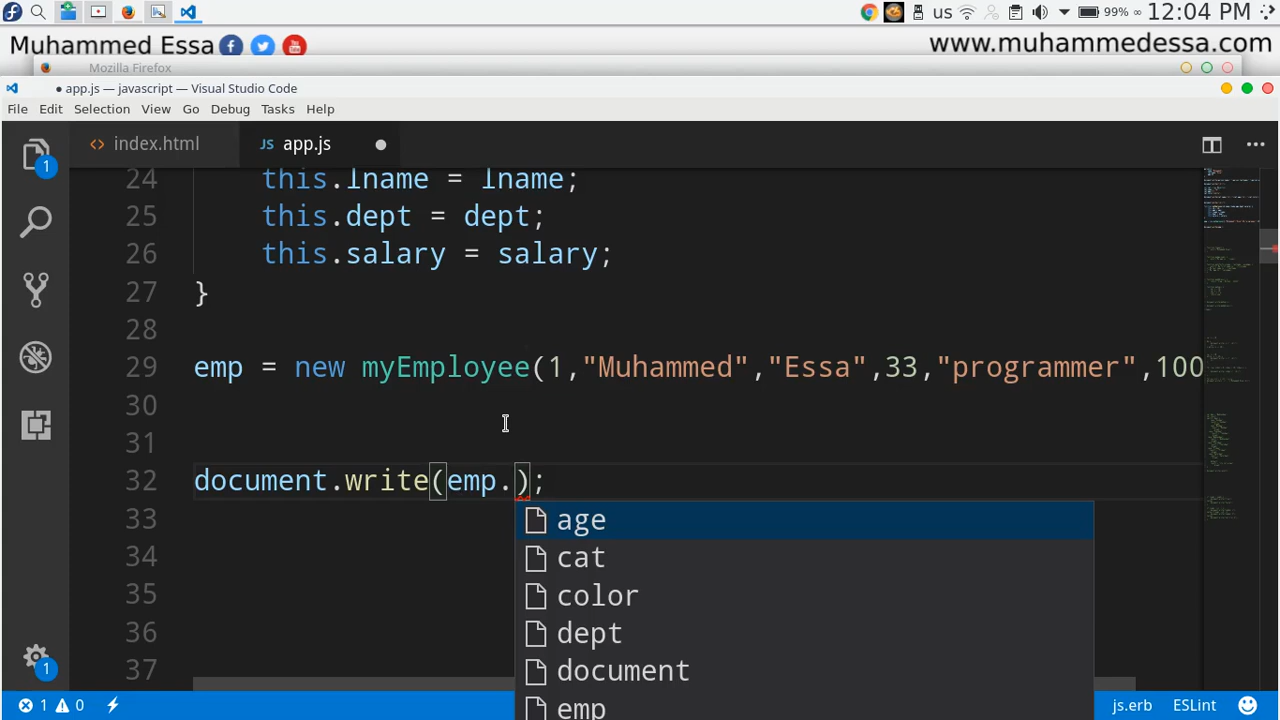 us 99% 12:04 PM
Muhammed Essa www.muhammedessa.com
Mozilla Firefox
● app.js — javascript — Visual Studio Code
File Edit Selection View Go Debug Tasks Help
1 <> index.html JS app.js ●
24 this.lname = lname;
25 this.dept = dept;
26 this.salary = salary;
27 }
28
29 emp = new myEmployee(1,"Muhammed","Essa",33,"programmer",100
30
31
32 document.write(emp.);
33 age
34 cat
35 color
36 dept
37 document
emp
1
1 0 js.erb ESLint